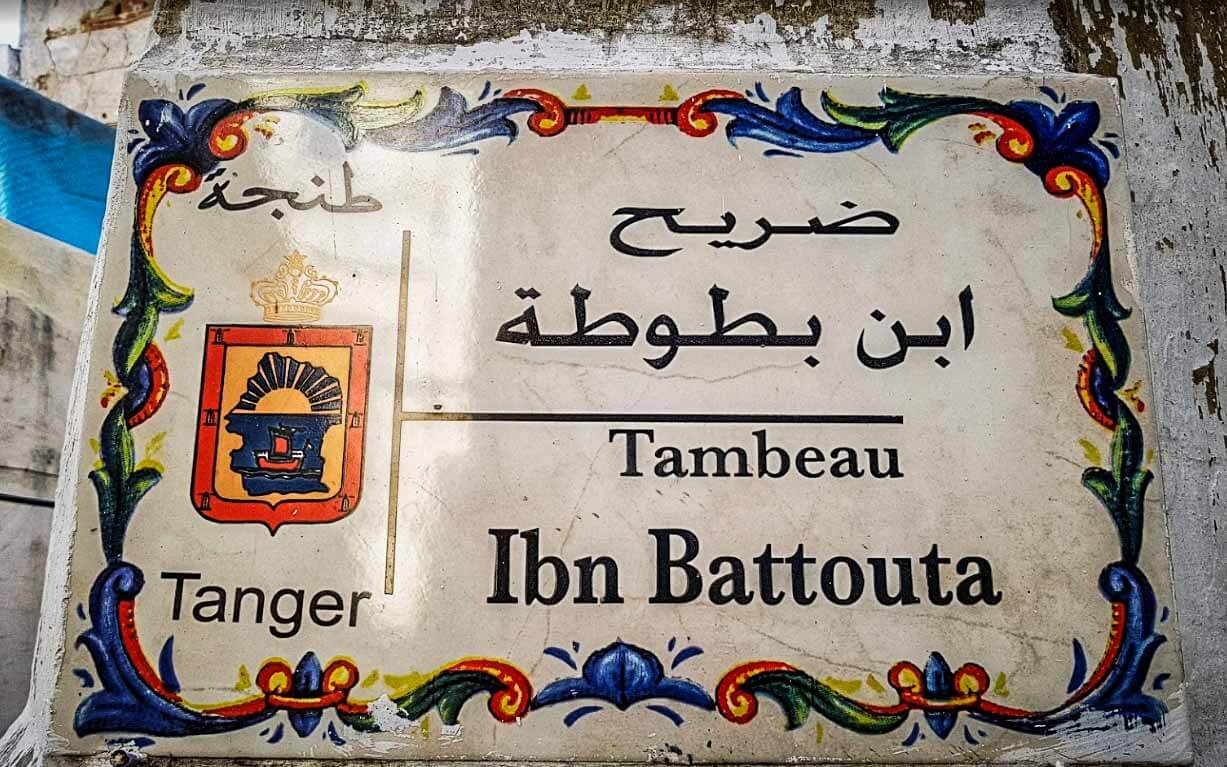 طنجة
ضريح
ابن بطوطة
Tambeau
Ibn Battouta
Tanger